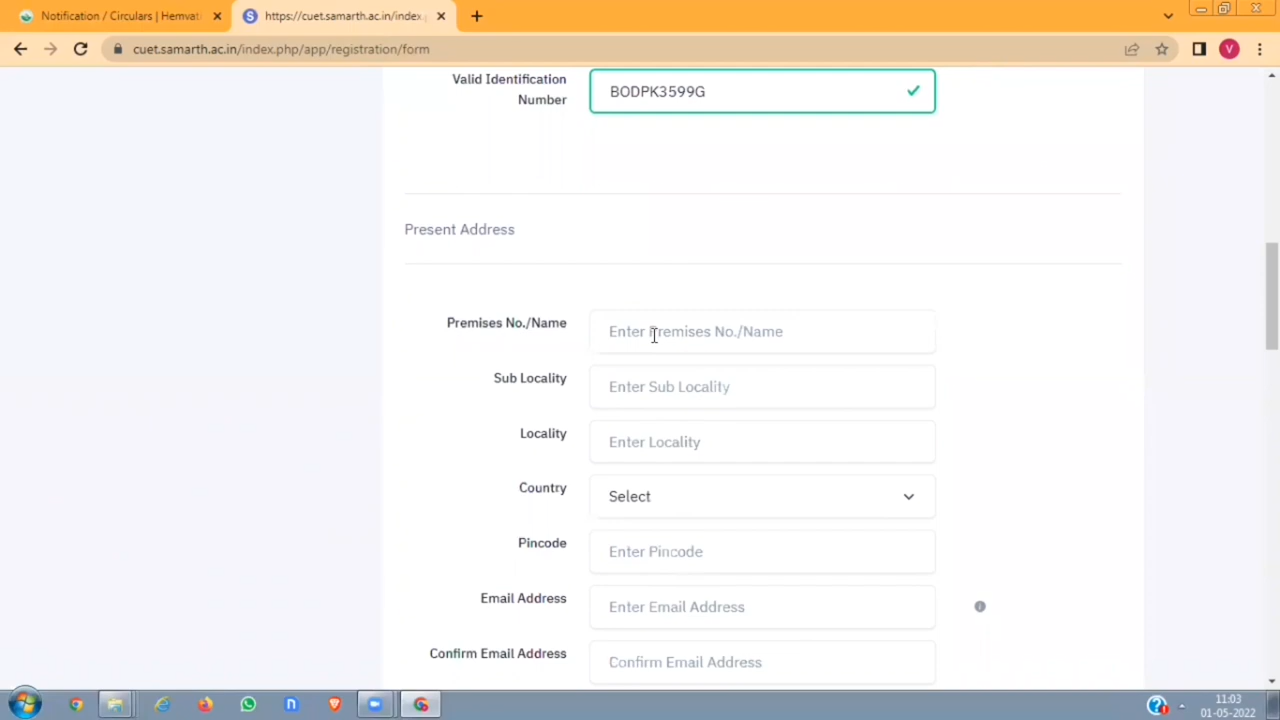 Notification / Circulars | Hemvat
https://cuet.samarth.ac.in/index.
cuet.samarth.ac.in/index.php/app/registration/form
V
Valid Identification
Number
BODPK3599G
Present Address
Premises No./Name
Enter Premises No./Name
Sub Locality
Enter Sub Locality
Locality
Enter Locality
Country
Select
Pincode
Enter Pincode
Email Address
Enter Email Address
Confirm Email Address
Confirm Email Address
11:03
01-05-2022